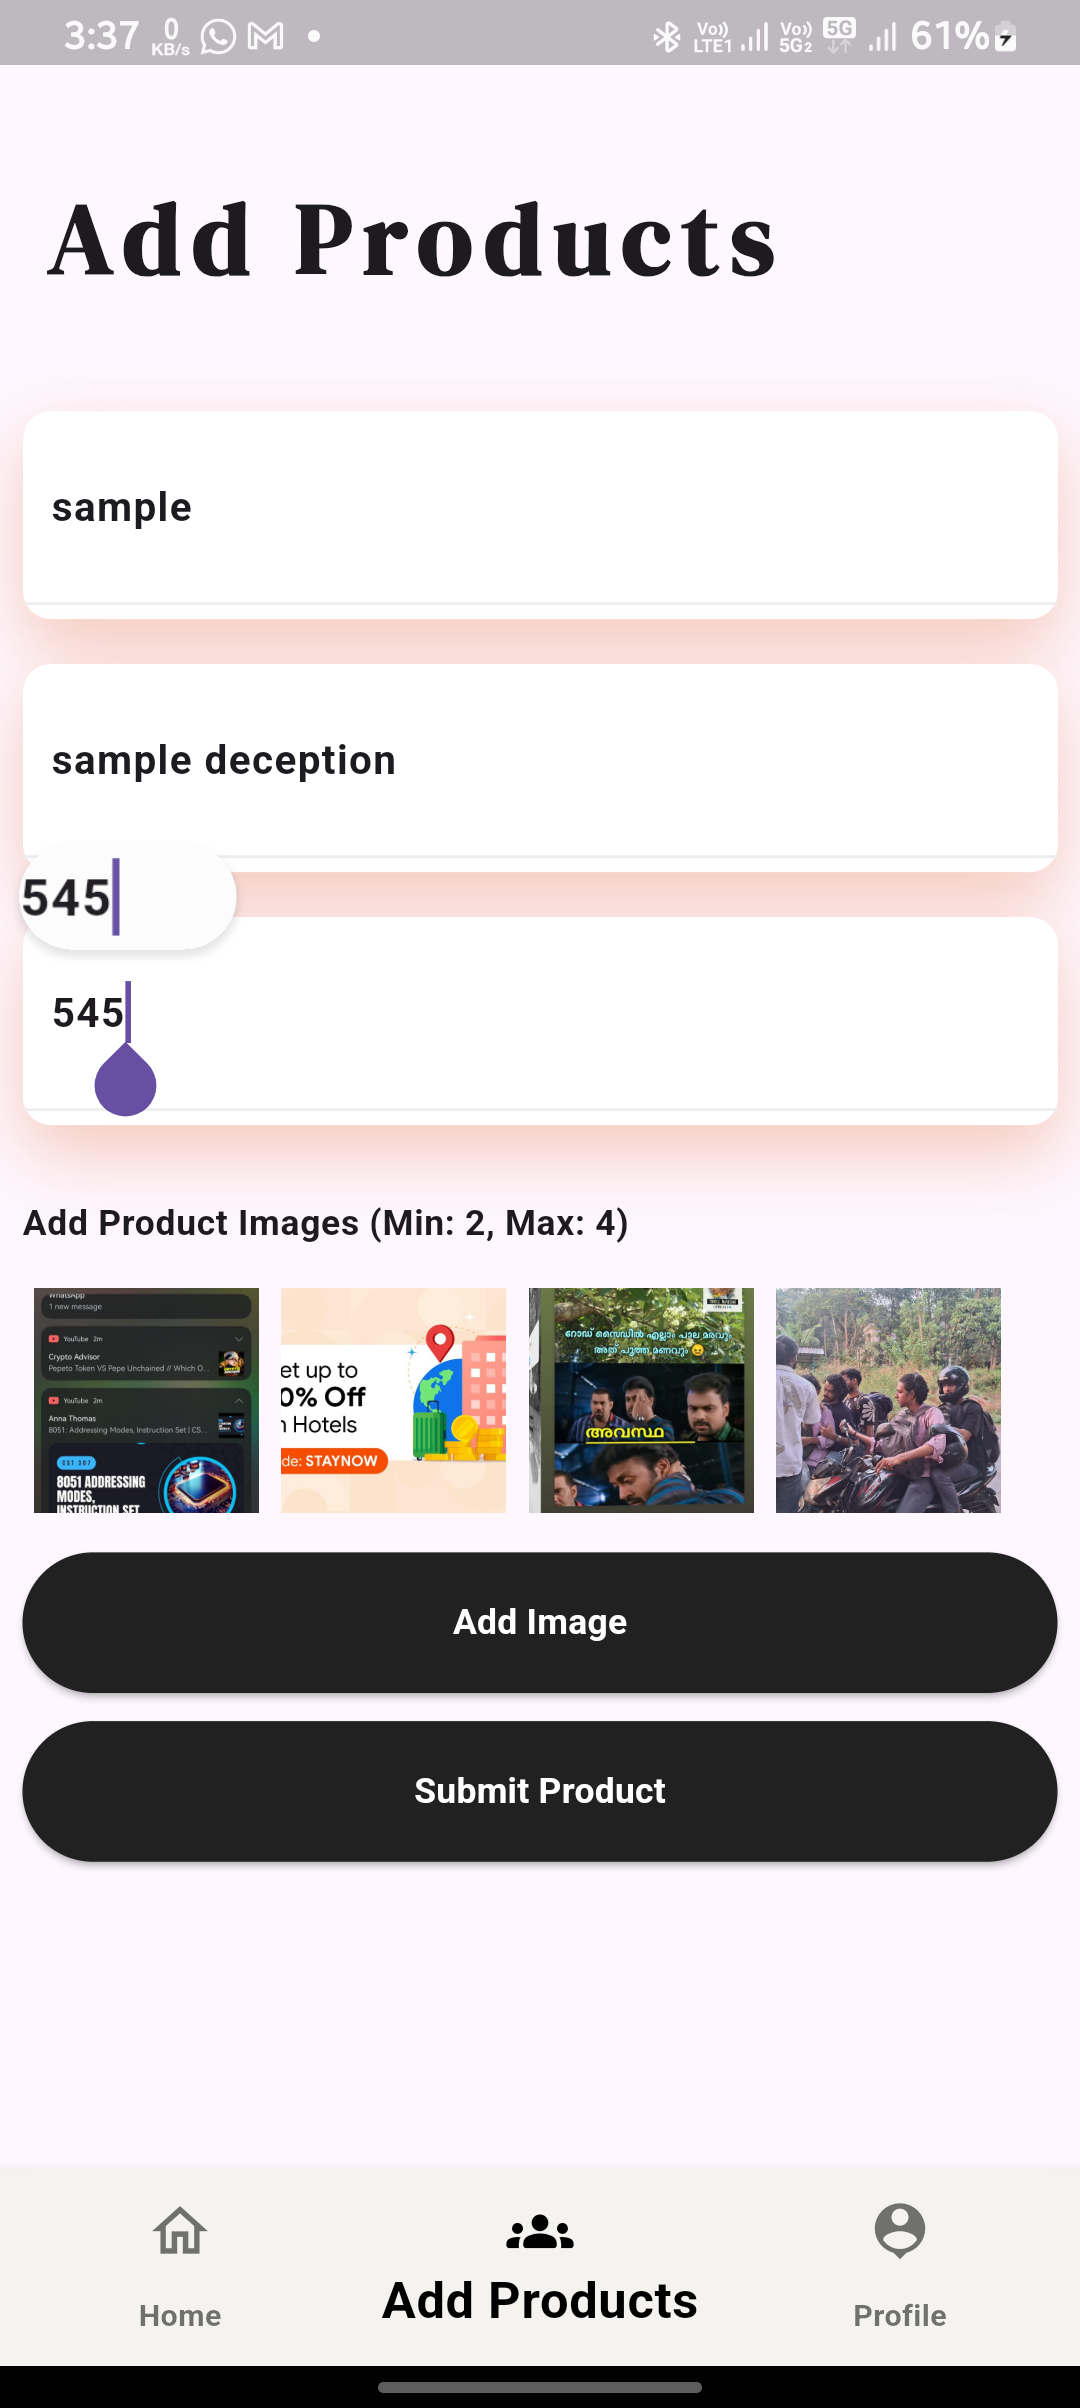 3:37 0 KB/s Vo)) LTE1 Vo)) 5G2 5G 61%
Add Products
sample
sample deception
545
545
Add Product Images (Min: 2, Max: 4)
WhatsApp
1 new message
YouTube 2m
Crypto Advisor
Pepeto Token VS Pepe Unchained // Which O...
YouTube 2m
Anna Thomas
8051: Addressing Modes, Instruction Set | CS...
CST 307
8051 ADDRESSING
MODES,
INSTRUCTION SET
et up to
0% Off
n Hotels
de: STAYNOW
റോഡ് സൈഡിൽ എല്ലാം പാല മരവും
അത് പൂത്ത മണവും 😖
അവസ്ഥ
Add Image
Submit Product
Home
Add Products
Profile